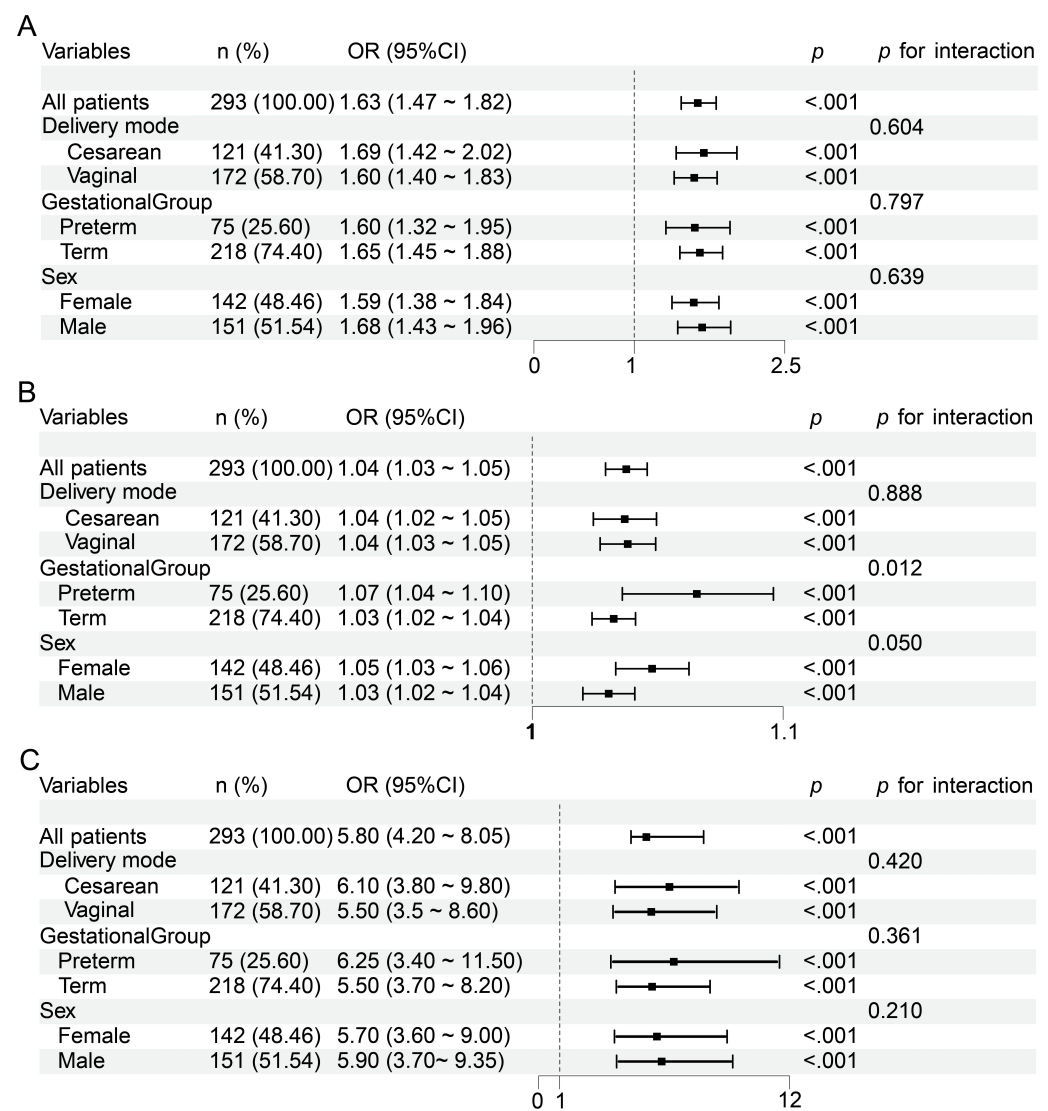 A
Variables n (%) OR (95%CI) p p for interaction
All patients 293 (100.00) 1.63 (1.47 ~ 1.82) <.001
Delivery mode 0.604
Cesarean 121 (41.30) 1.69 (1.42 ~ 2.02) <.001
Vaginal 172 (58.70) 1.60 (1.40 ~ 1.83) <.001
GestationalGroup 0.797
Preterm 75 (25.60) 1.60 (1.32 ~ 1.95) <.001
Term 218 (74.40) 1.65 (1.45 ~ 1.88) <.001
Sex 0.639
Female 142 (48.46) 1.59 (1.38 ~ 1.84) <.001
Male 151 (51.54) 1.68 (1.43 ~ 1.96) <.001
0 1 2.5
B
Variables n (%) OR (95%CI) p p for interaction
All patients 293 (100.00) 1.04 (1.03 ~ 1.05) <.001
Delivery mode 0.888
Cesarean 121 (41.30) 1.04 (1.02 ~ 1.05) <.001
Vaginal 172 (58.70) 1.04 (1.03 ~ 1.05) <.001
GestationalGroup 0.012
Preterm 75 (25.60) 1.07 (1.04 ~ 1.10) <.001
Term 218 (74.40) 1.03 (1.02 ~ 1.04) <.001
Sex 0.050
Female 142 (48.46) 1.05 (1.03 ~ 1.06) <.001
Male 151 (51.54) 1.03 (1.02 ~ 1.04) <.001
1 1.1
C
Variables n (%) OR (95%CI) p p for interaction
All patients 293 (100.00) 5.80 (4.20 ~ 8.05) <.001
Delivery mode 0.420
Cesarean 121 (41.30) 6.10 (3.80 ~ 9.80) <.001
Vaginal 172 (58.70) 5.50 (3.5 ~ 8.60) <.001
GestationalGroup 0.361
Preterm 75 (25.60) 6.25 (3.40 ~ 11.50) <.001
Term 218 (74.40) 5.50 (3.70 ~ 8.20) <.001
Sex 0.210
Female 142 (48.46) 5.70 (3.60 ~ 9.00) <.001
Male 151 (51.54) 5.90 (3.70~ 9.35) <.001
0 1 12